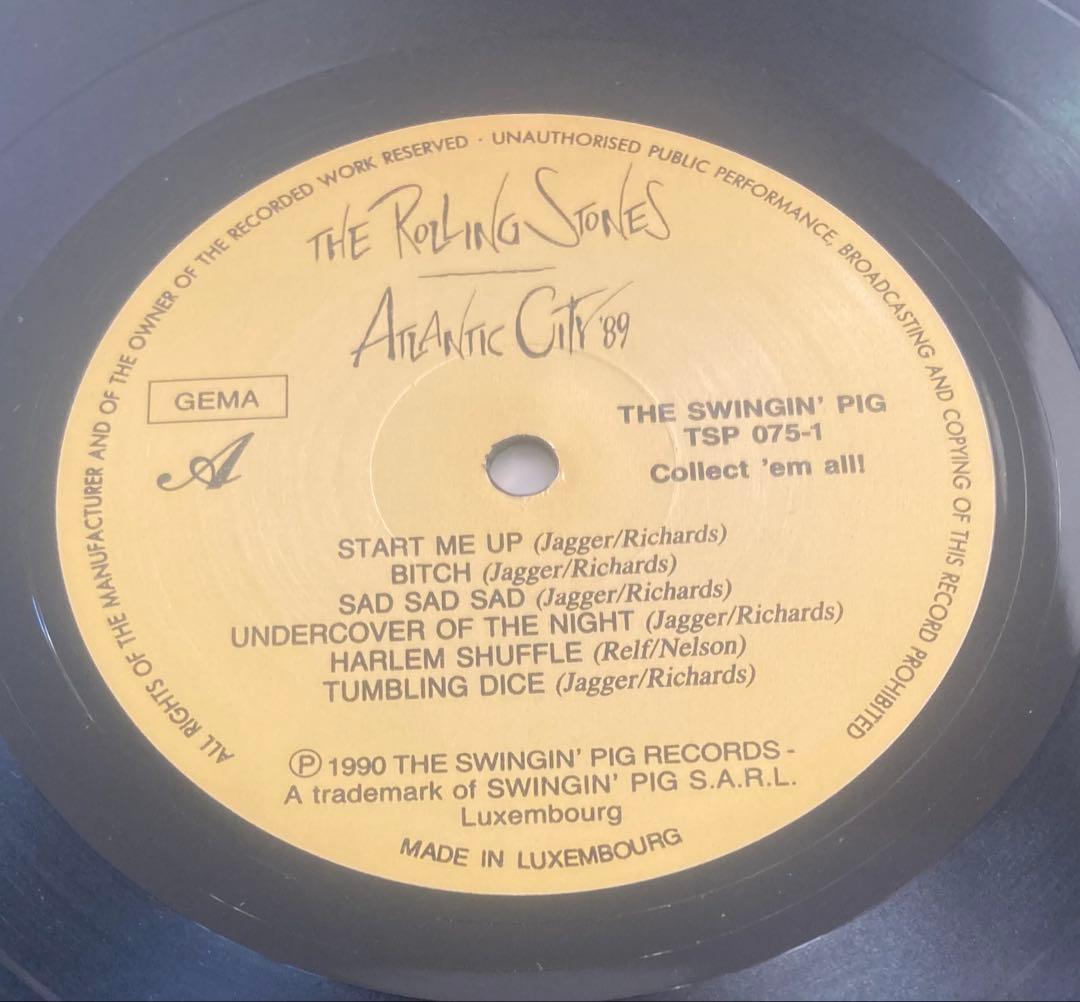 ALL RIGHTS OF THE MANUFACTURER AND OF THE OWNER OF THE RECORDED WORK RESERVED · UNAUTHORISED PUBLIC PERFORMANCE, BROADCASTING AND COPYING OF THIS RECORD PROHIBITED
THE ROLLING STONES
ATLANTIC CITY '89
GEMA
A
THE SWINGIN' PIG
TSP 075-1
Collect 'em all!
START ME UP (Jagger/Richards)
BITCH (Jagger/Richards)
SAD SAD SAD (Jagger/Richards)
UNDERCOVER OF THE NIGHT (Jagger/Richards)
HARLEM SHUFFLE (Relf/Nelson)
TUMBLING DICE (Jagger/Richards)
Ⓟ 1990 THE SWINGIN' PIG RECORDS -
A trademark of SWINGIN' PIG S.A.R.L.
Luxembourg
MADE IN LUXEMBOURG